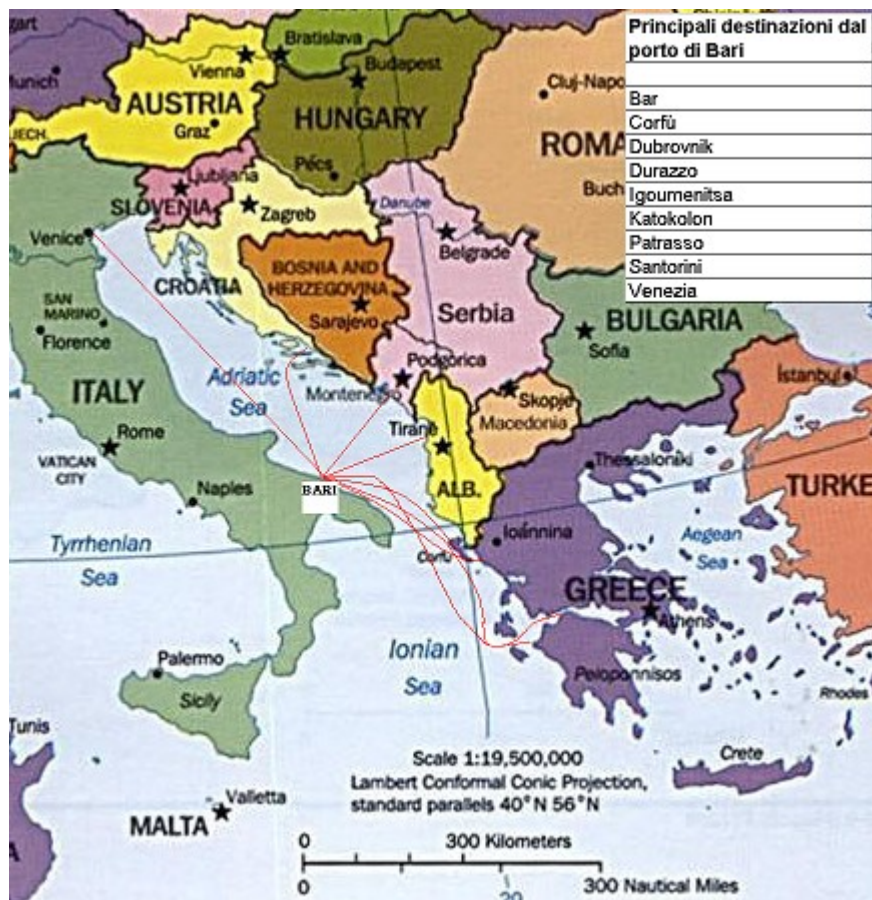 Principali destinazioni dal
porto di Bari
Bar
Corfù
Dubrovnik
Durazzo
Igoumenitsa
Katokolon
Patrasso
Santorini
Venezia
Bratislava
Vienna
Budapest
Munich
AUSTRIA
Cluj-Napo
HUNGARY
Graz
ROMA
JECH.
Pécs
Ljubljana
Buch
SLOVENIA
Danube
Zagreb
Venice
Belgrade
BOSNIA AND
HERZEGOVINA
CROATIA
SAN
MARINO
Serbia
Sarajevo
BULGARIA
Florence
Sofia
Podgorica
Adriatic
Sea
ITALY
Montenegro
İstanbul
Skopje
Macedonia
Rome
Tiranë
VATICAN
CITY
Thessaloníki
Naples
BARI
ALB.
TURKE
Ioánnina
Tyrrhenian
Sea
Corfu
Aegean
Sea
GREECE
Athens
Ionian
Sea
Palermo
Peloponnisos
Sicily
Rhodes
Tunis
Crete
Scale 1:19,500,000
Lambert Conformal Conic Projection,
standard parallels 40°N 56°N
Valletta
MALTA
0 300 Kilometers
0 300 Nautical Miles
A
20